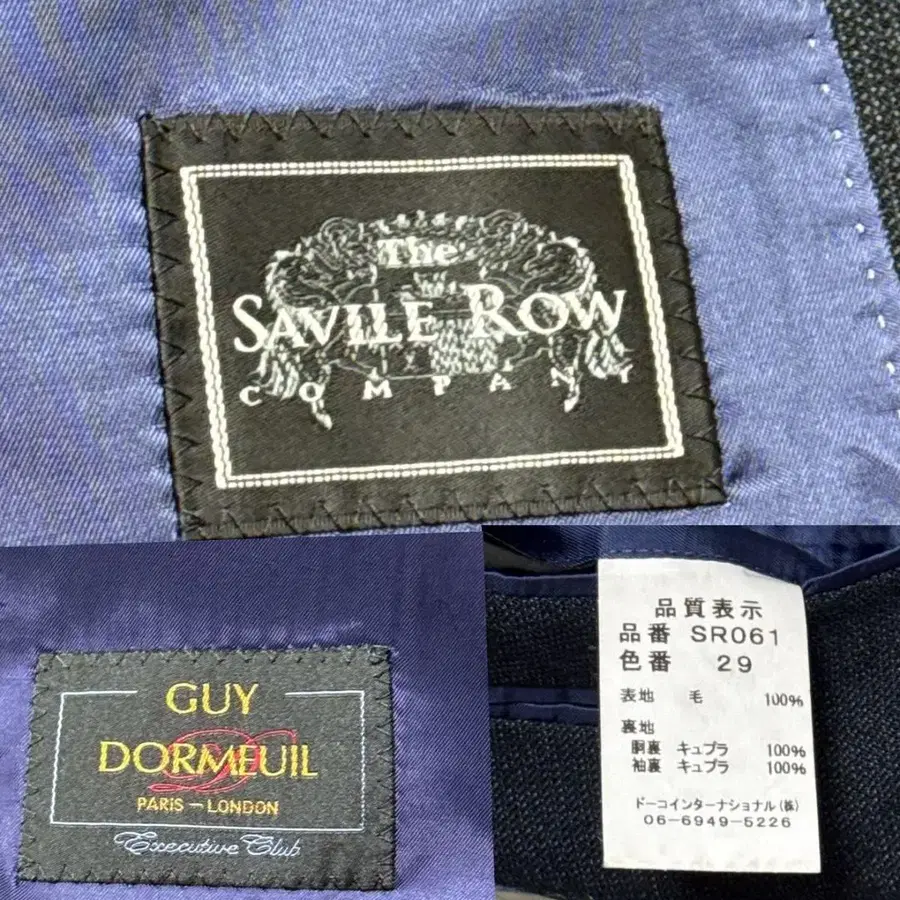 The
SAVILE ROW
COMPANY
GUY
DORMEUIL
PARIS – LONDON
Executive Club
品質表示
品番 SR061
色番 29
表地 毛 100%
裏地
胴裏 キュプラ 100%
袖裏 キュプラ 100%
ドーコインターナショナル(株)
06-6949-5226